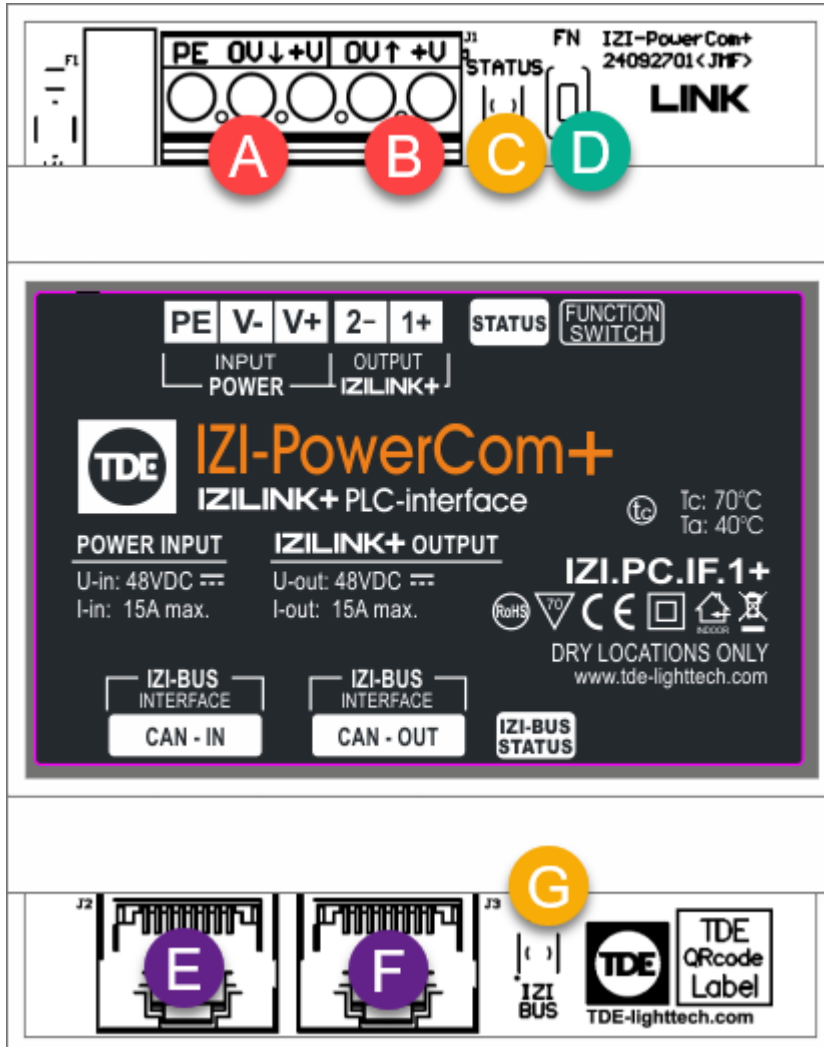 J1
FN
IZI-PowerCom+
F1
PE 0V↓+V 0V↑ +V
STATUS
24092701<JMF>
LINK
A
B
C
D
PE V- V+ 2- 1+
STATUS
FUNCTION
SWITCH
INPUT
OUTPUT
POWER
IZILINK+
TDE
IZI-PowerCom+
IZILINK+ PLC-interface
tc
Tc: 70°C
Ta: 40°C
POWER INPUT
IZILINK+ OUTPUT
U-in: 48VDC
U-out: 48VDC
I-in: 15A max.
I-out: 15A max.
IZI.PC.IF.1+
RoHS
70
CE
INDOOR
DRY LOCATIONS ONLY
www.tde-lighttech.com
IZI-BUS
INTERFACE
CAN - IN
IZI-BUS
INTERFACE
CAN - OUT
IZI-BUS
STATUS
G
J2
J3
E
F
IZI
BUS
TDE
TDE
QRcode
Label
TDE-lighttech.com